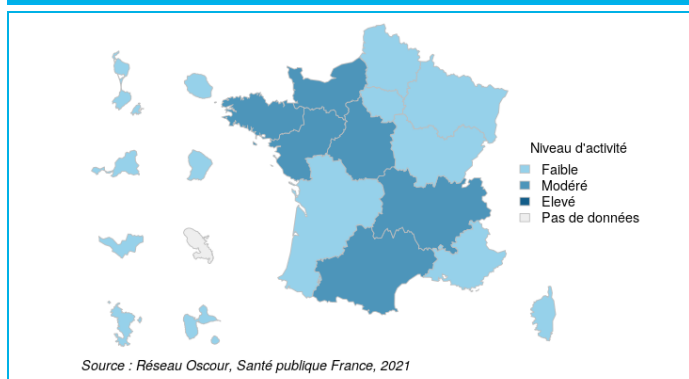 Niveau d'activité
Faible
Modéré
Elevé
Pas de données
Source : Réseau Oscour, Santé publique France, 2021